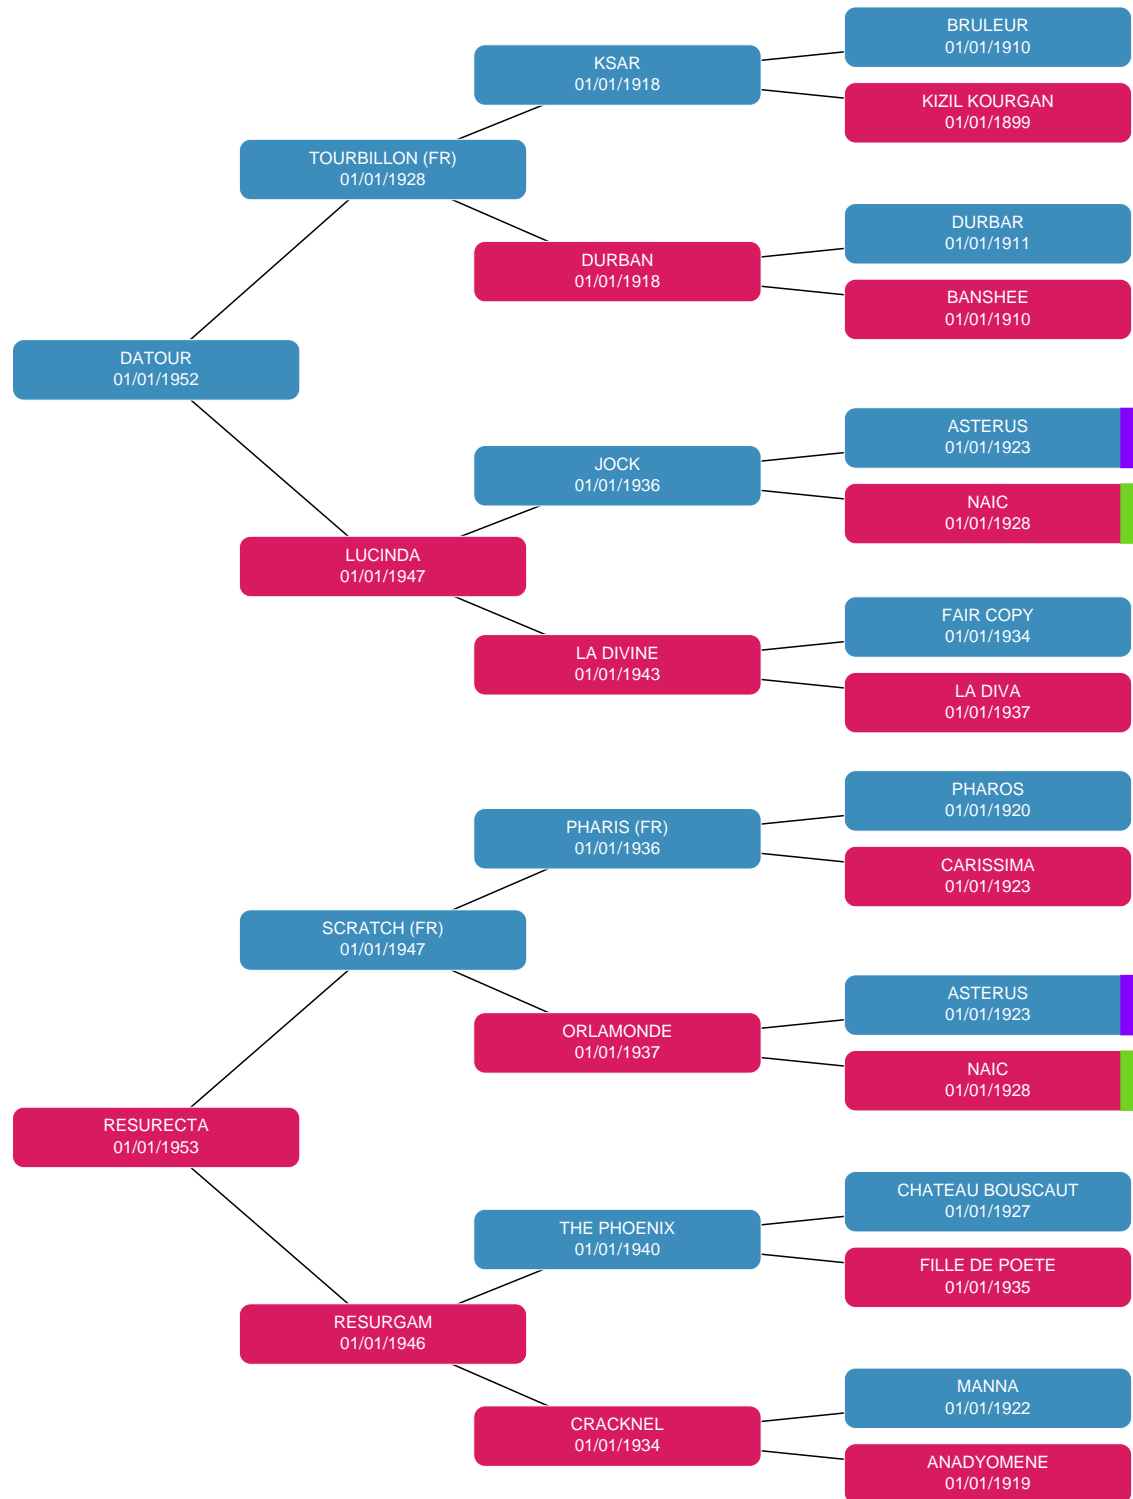 BRULEUR
01/01/1910
KSAR
01/01/1918
KIZIL KOURGAN
01/01/1899
TOURBILLON (FR)
01/01/1928
DURBAR
01/01/1911
DURBAN
01/01/1918
BANSHEE
01/01/1910
DATOUR
01/01/1952
ASTERUS
01/01/1923
JOCK
01/01/1936
NAIC
01/01/1928
LUCINDA
01/01/1947
FAIR COPY
01/01/1934
LA DIVINE
01/01/1943
LA DIVA
01/01/1937
PHAROS
01/01/1920
PHARIS (FR)
01/01/1936
CARISSIMA
01/01/1923
SCRATCH (FR)
01/01/1947
ASTERUS
01/01/1923
ORLAMONDE
01/01/1937
NAIC
01/01/1928
RESURECTA
01/01/1953
CHATEAU BOUSCAUT
01/01/1927
THE PHOENIX
01/01/1940
FILLE DE POETE
01/01/1935
RESURGAM
01/01/1946
MANNA
01/01/1922
CRACKNEL
01/01/1934
ANADYOMENE
01/01/1919